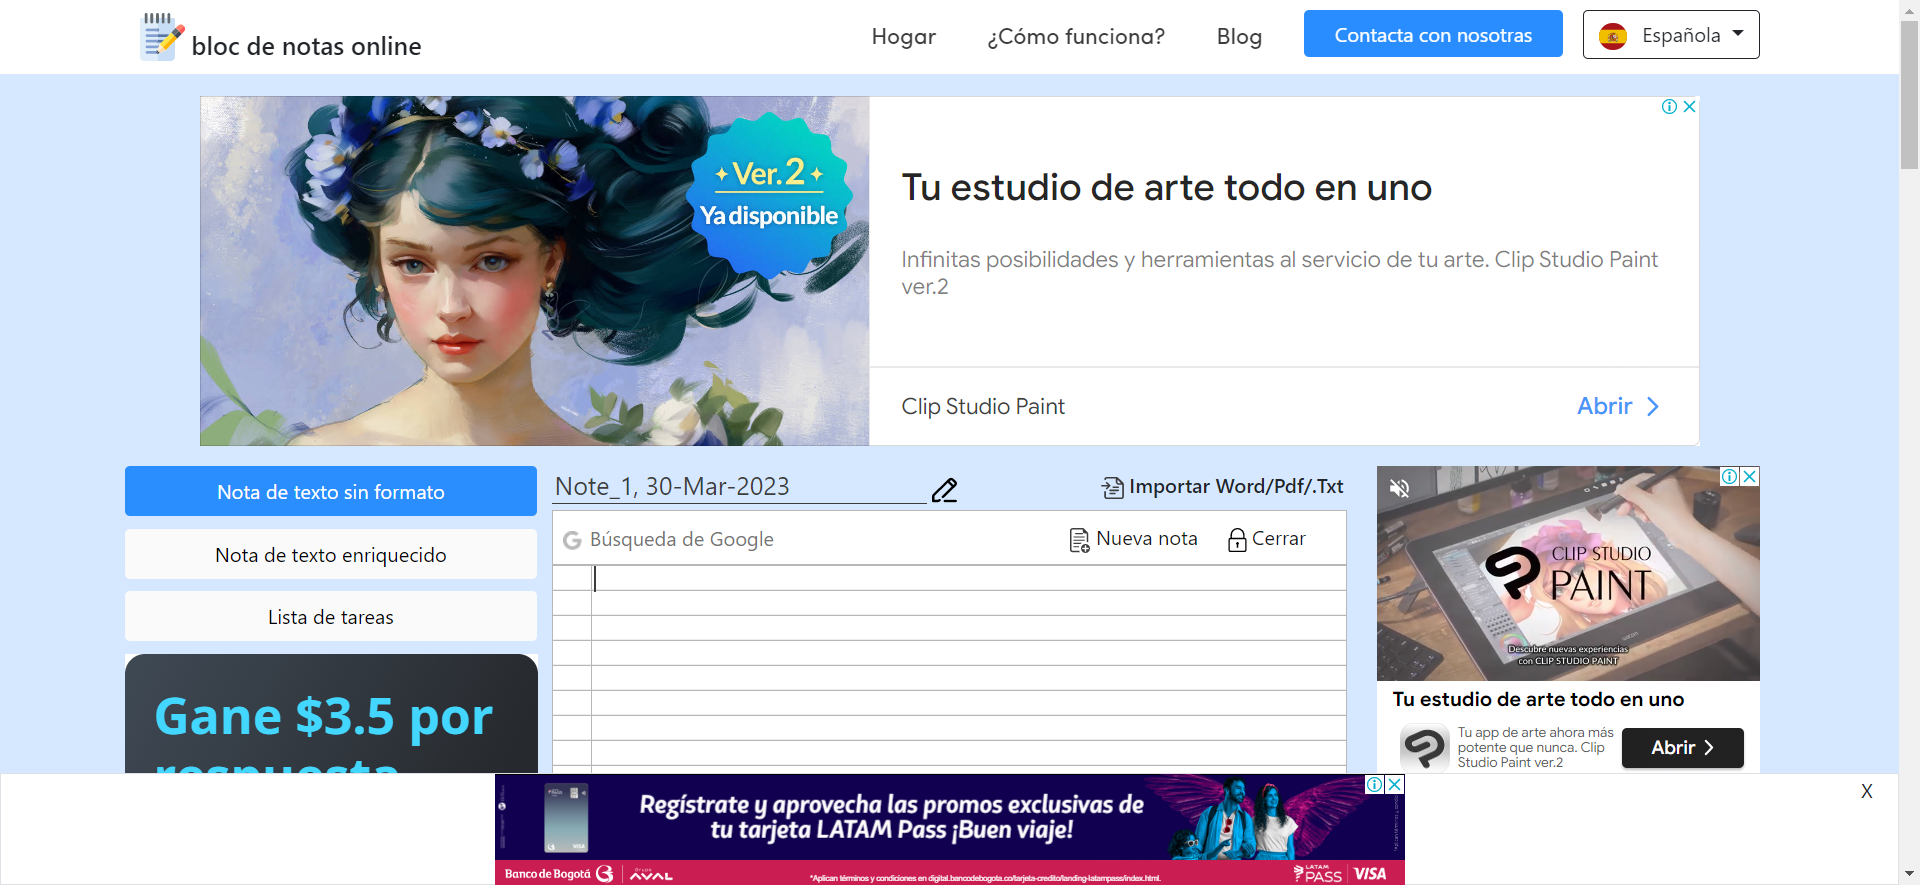 bloc de notas online
Hogar
¿Cómo funciona?
Blog
Contacta con nosotras
Española
Ver.2
Ya disponible
Tu estudio de arte todo en uno
Infinitas posibilidades y herramientas al servicio de tu arte. Clip Studio Paint
ver.2
Clip Studio Paint
Abrir
Nota de texto sin formato
Nota de texto enriquecido
Lista de tareas
Gane $3.5 por
respuesta
Note_1, 30-Mar-2023
Importar Word/Pdf/.Txt
G Búsqueda de Google
Nueva nota
Cerrar
CLIP STUDIO
PAINT
wacom
Descubre nuevas experiencias
con CLIP STUDIO PAINT
Tu estudio de arte todo en uno
Tu app de arte ahora más
potente que nunca. Clip
Studio Paint ver.2
Abrir
Regístrate y aprovecha las promos exclusivas de
tu tarjeta LATAM Pass ¡Buen viaje!
VISA
Banco de Bogotá
Grupo
AVAL
*Aplican términos y condiciones en digital.bancodebogota.co/tarjeta-credito/landing-latampass/index.html.
LATAM
PASS
VISA
X